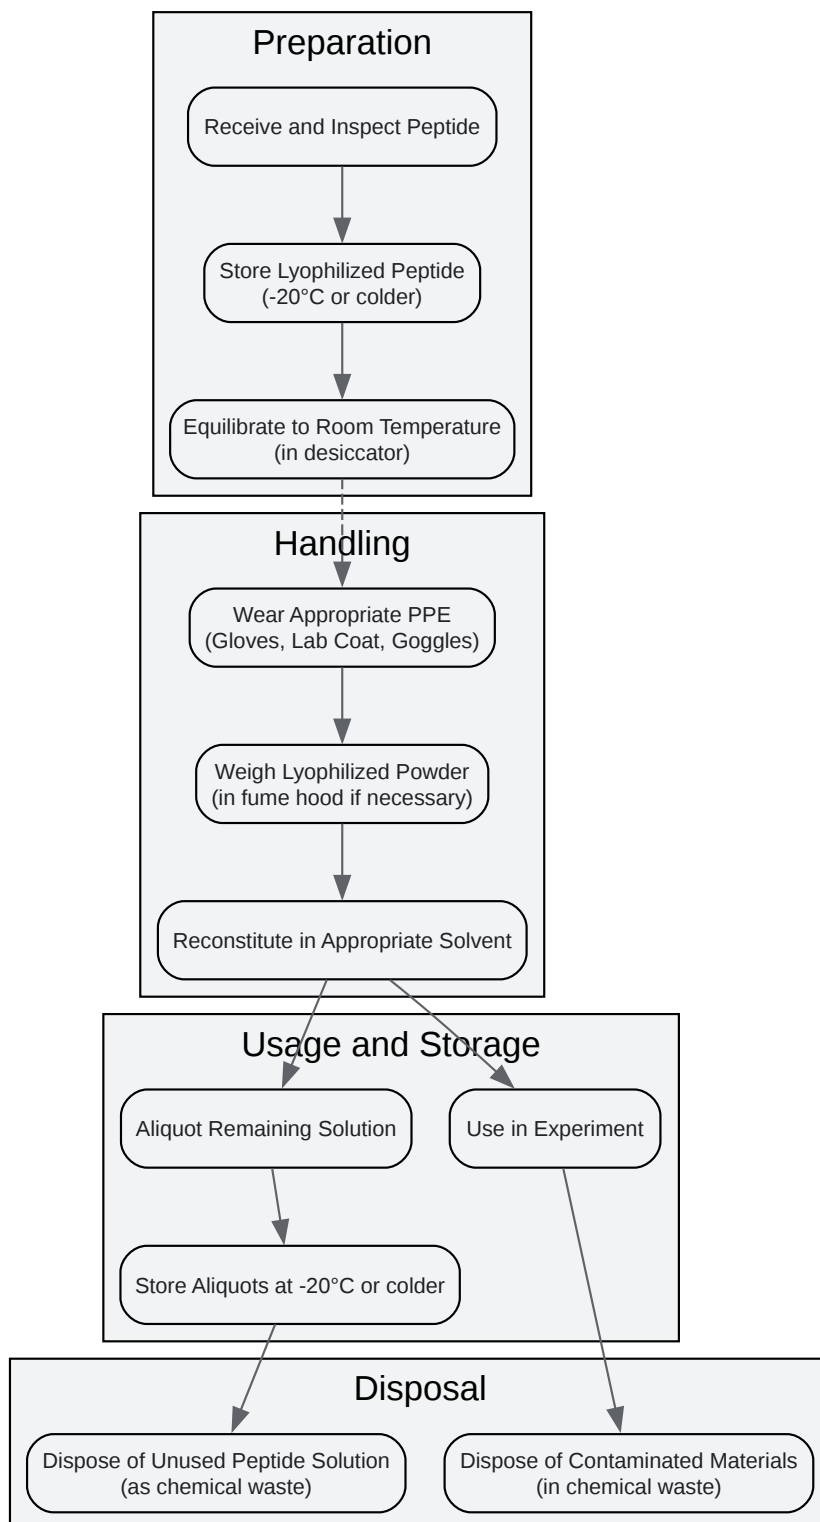 Preparation
Receive and Inspect Peptide
Store Lyophilized Peptide
(-20°C or colder)
Equilibrate to Room Temperature
(in desiccator)
Handling
Wear Appropriate PPE
(Gloves, Lab Coat, Goggles)
Weigh Lyophilized Powder
(in fume hood if necessary)
Reconstitute in Appropriate Solvent
Usage and Storage
Aliquot Remaining Solution
Use in Experiment
Store Aliquots at -20°C or colder
Disposal
Dispose of Unused Peptide Solution
(as chemical waste)
Dispose of Contaminated Materials
(in chemical waste)